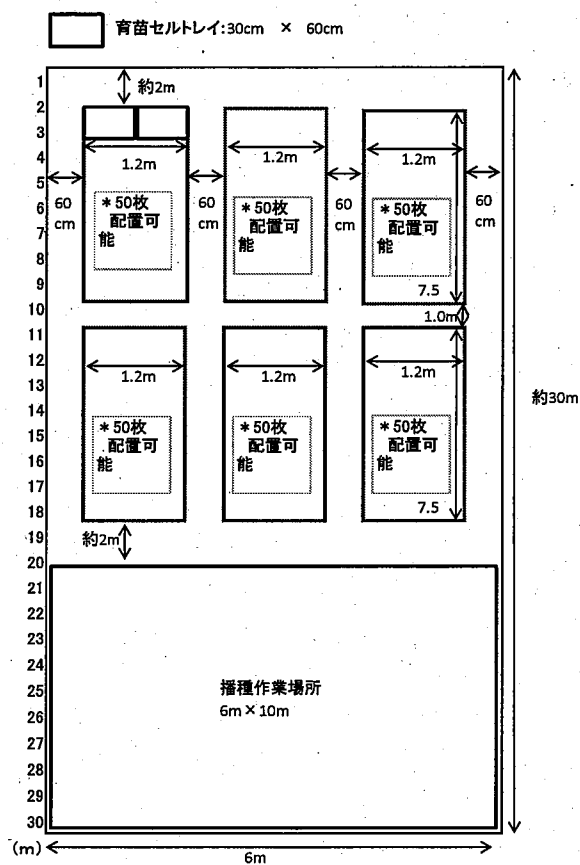 育苗セルトレイ:30cm × 60cm
約2m
1
2
3
4
5
6
7
8
9
10
11
12
13
14
15
16
17
18
19
20
21
22
23
24
25
26
27
28
29
30
(m)
1.2m
1.2m
1.2m
60
cm
60
cm
60
cm
60
cm
*50枚
配置可
能
*50枚
配置可
能
*50枚
配置可
能
7.5
1.0m
1.2m
1.2m
1.2m
*50枚
配置可
能
*50枚
配置可
能
*50枚
配置可
能
7.5
約30m
約2m
播種作業場所
6m×10m
6m